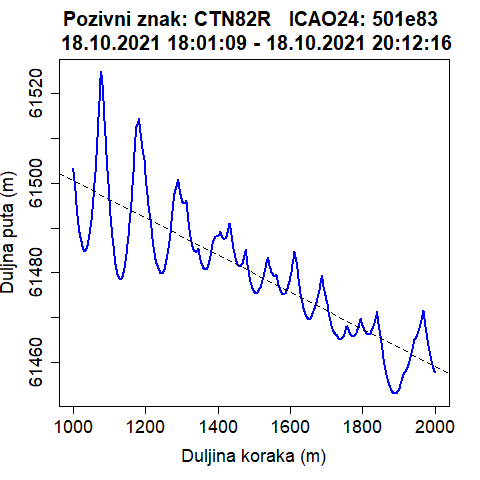 Pozivni znak: CTN82R   ICAO24: 501e83
18.10.2021 18:01:09 - 18.10.2021 20:12:16
Duljna puta (m)
61520
61500
61480
61460
1000 1200 1400 1600 1800 2000
Duljina koraka (m)